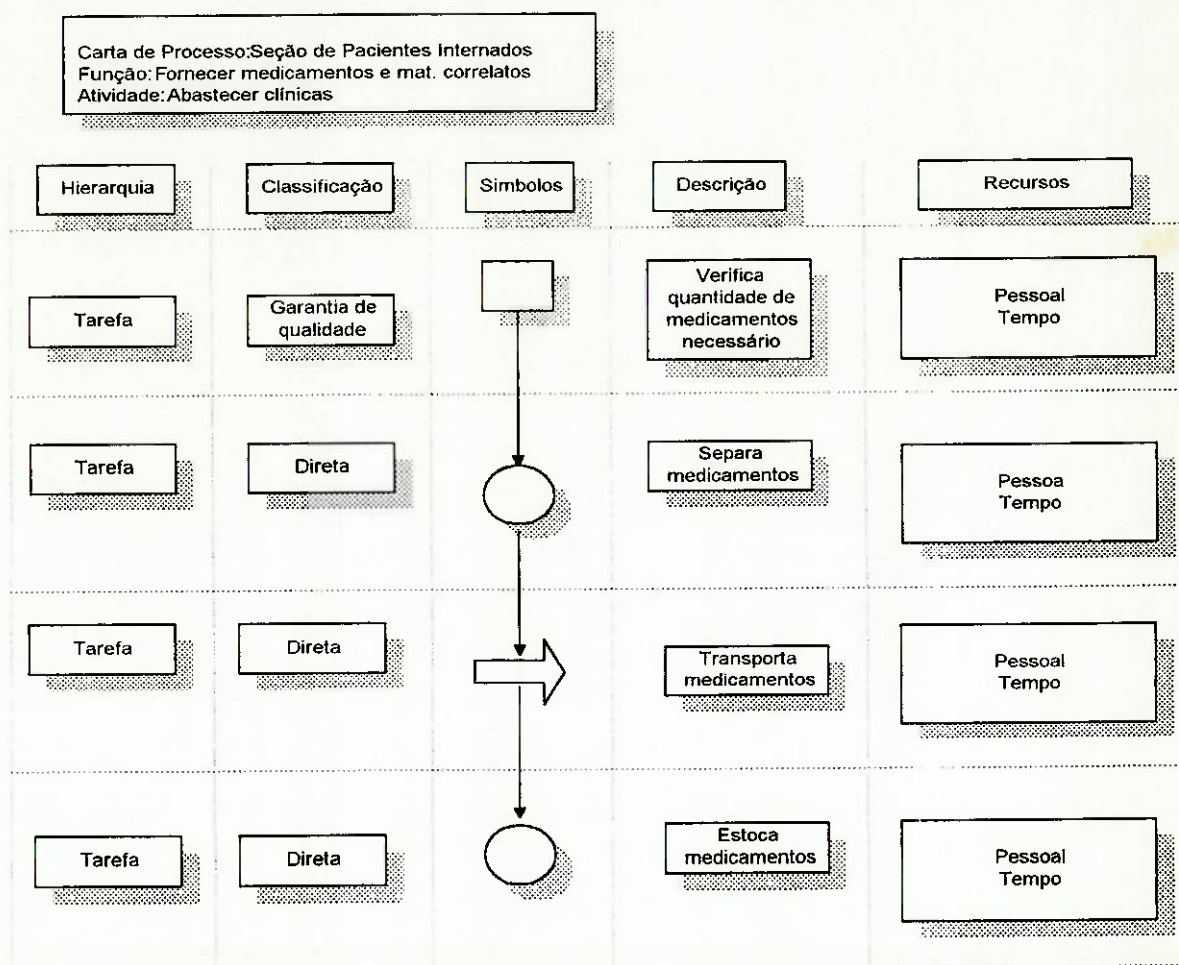 Carta de Processo:Seção de Pacientes Internados
Função:Fornecer medicamentos e mat. correlatos
Atividade:Abastecer clínicas
Hierarquia
Classificação
Simbolos
Descrição
Recursos
Tarefa
Garantia de
qualidade
Verifica
quantidade de
medicamentos
necessário
Pessoal
Tempo
Tarefa
Direta
Separa
medicamentos
Pessoa
Tempo
Tarefa
Direta
Transporta
medicamentos
Pessoal
Tempo
Tarefa
Direta
Estoca
medicamentos
Pessoal
Tempo